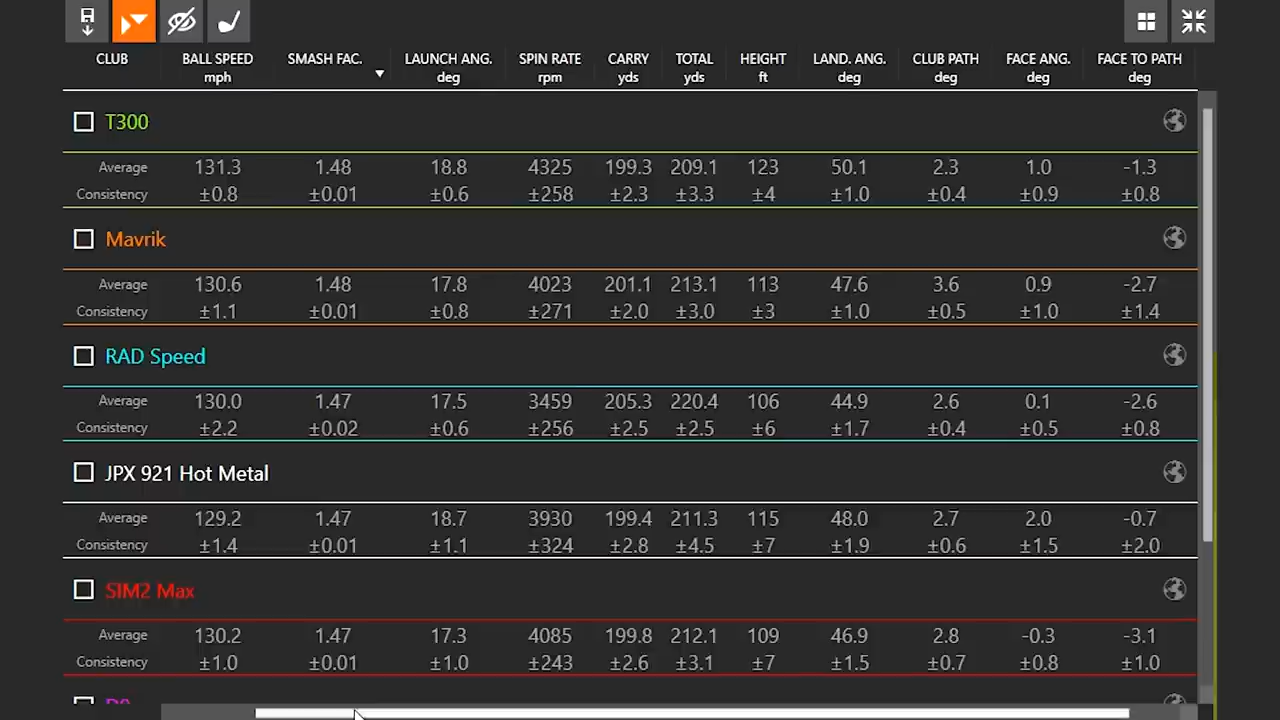 CLUB BALL SPEED SMASH FAC. LAUNCH ANG. SPIN RATE CARRY TOTAL HEIGHT LAND. ANG. CLUB PATH FACE ANG. FACE TO PATH
mph deg rpm yds yds ft deg deg deg deg
T300
Average 131.3 1.48 18.8 4325 199.3 209.1 123 50.1 2.3 1.0 -1.3
Consistency ±0.8 ±0.01 ±0.6 ±258 ±2.3 ±3.3 ±4 ±1.0 ±0.4 ±0.9 ±0.8
Mavrik
Average 130.6 1.48 17.8 4023 201.1 213.1 113 47.6 3.6 0.9 -2.7
Consistency ±1.1 ±0.01 ±0.8 ±271 ±2.0 ±3.0 ±3 ±1.0 ±0.5 ±1.0 ±1.4
RAD Speed
Average 130.0 1.47 17.5 3459 205.3 220.4 106 44.9 2.6 0.1 -2.6
Consistency ±2.2 ±0.02 ±0.6 ±256 ±2.5 ±2.5 ±6 ±1.7 ±0.4 ±0.5 ±0.8
JPX 921 Hot Metal
Average 129.2 1.47 18.7 3930 199.4 211.3 115 48.0 2.7 2.0 -0.7
Consistency ±1.4 ±0.01 ±1.1 ±324 ±2.8 ±4.5 ±7 ±1.9 ±0.6 ±1.5 ±2.0
SIM2 Max
Average 130.2 1.47 17.3 4085 199.8 212.1 109 46.9 2.8 -0.3 -3.1
Consistency ±1.0 ±0.01 ±1.0 ±243 ±2.6 ±3.1 ±7 ±1.5 ±0.7 ±0.8 ±1.0